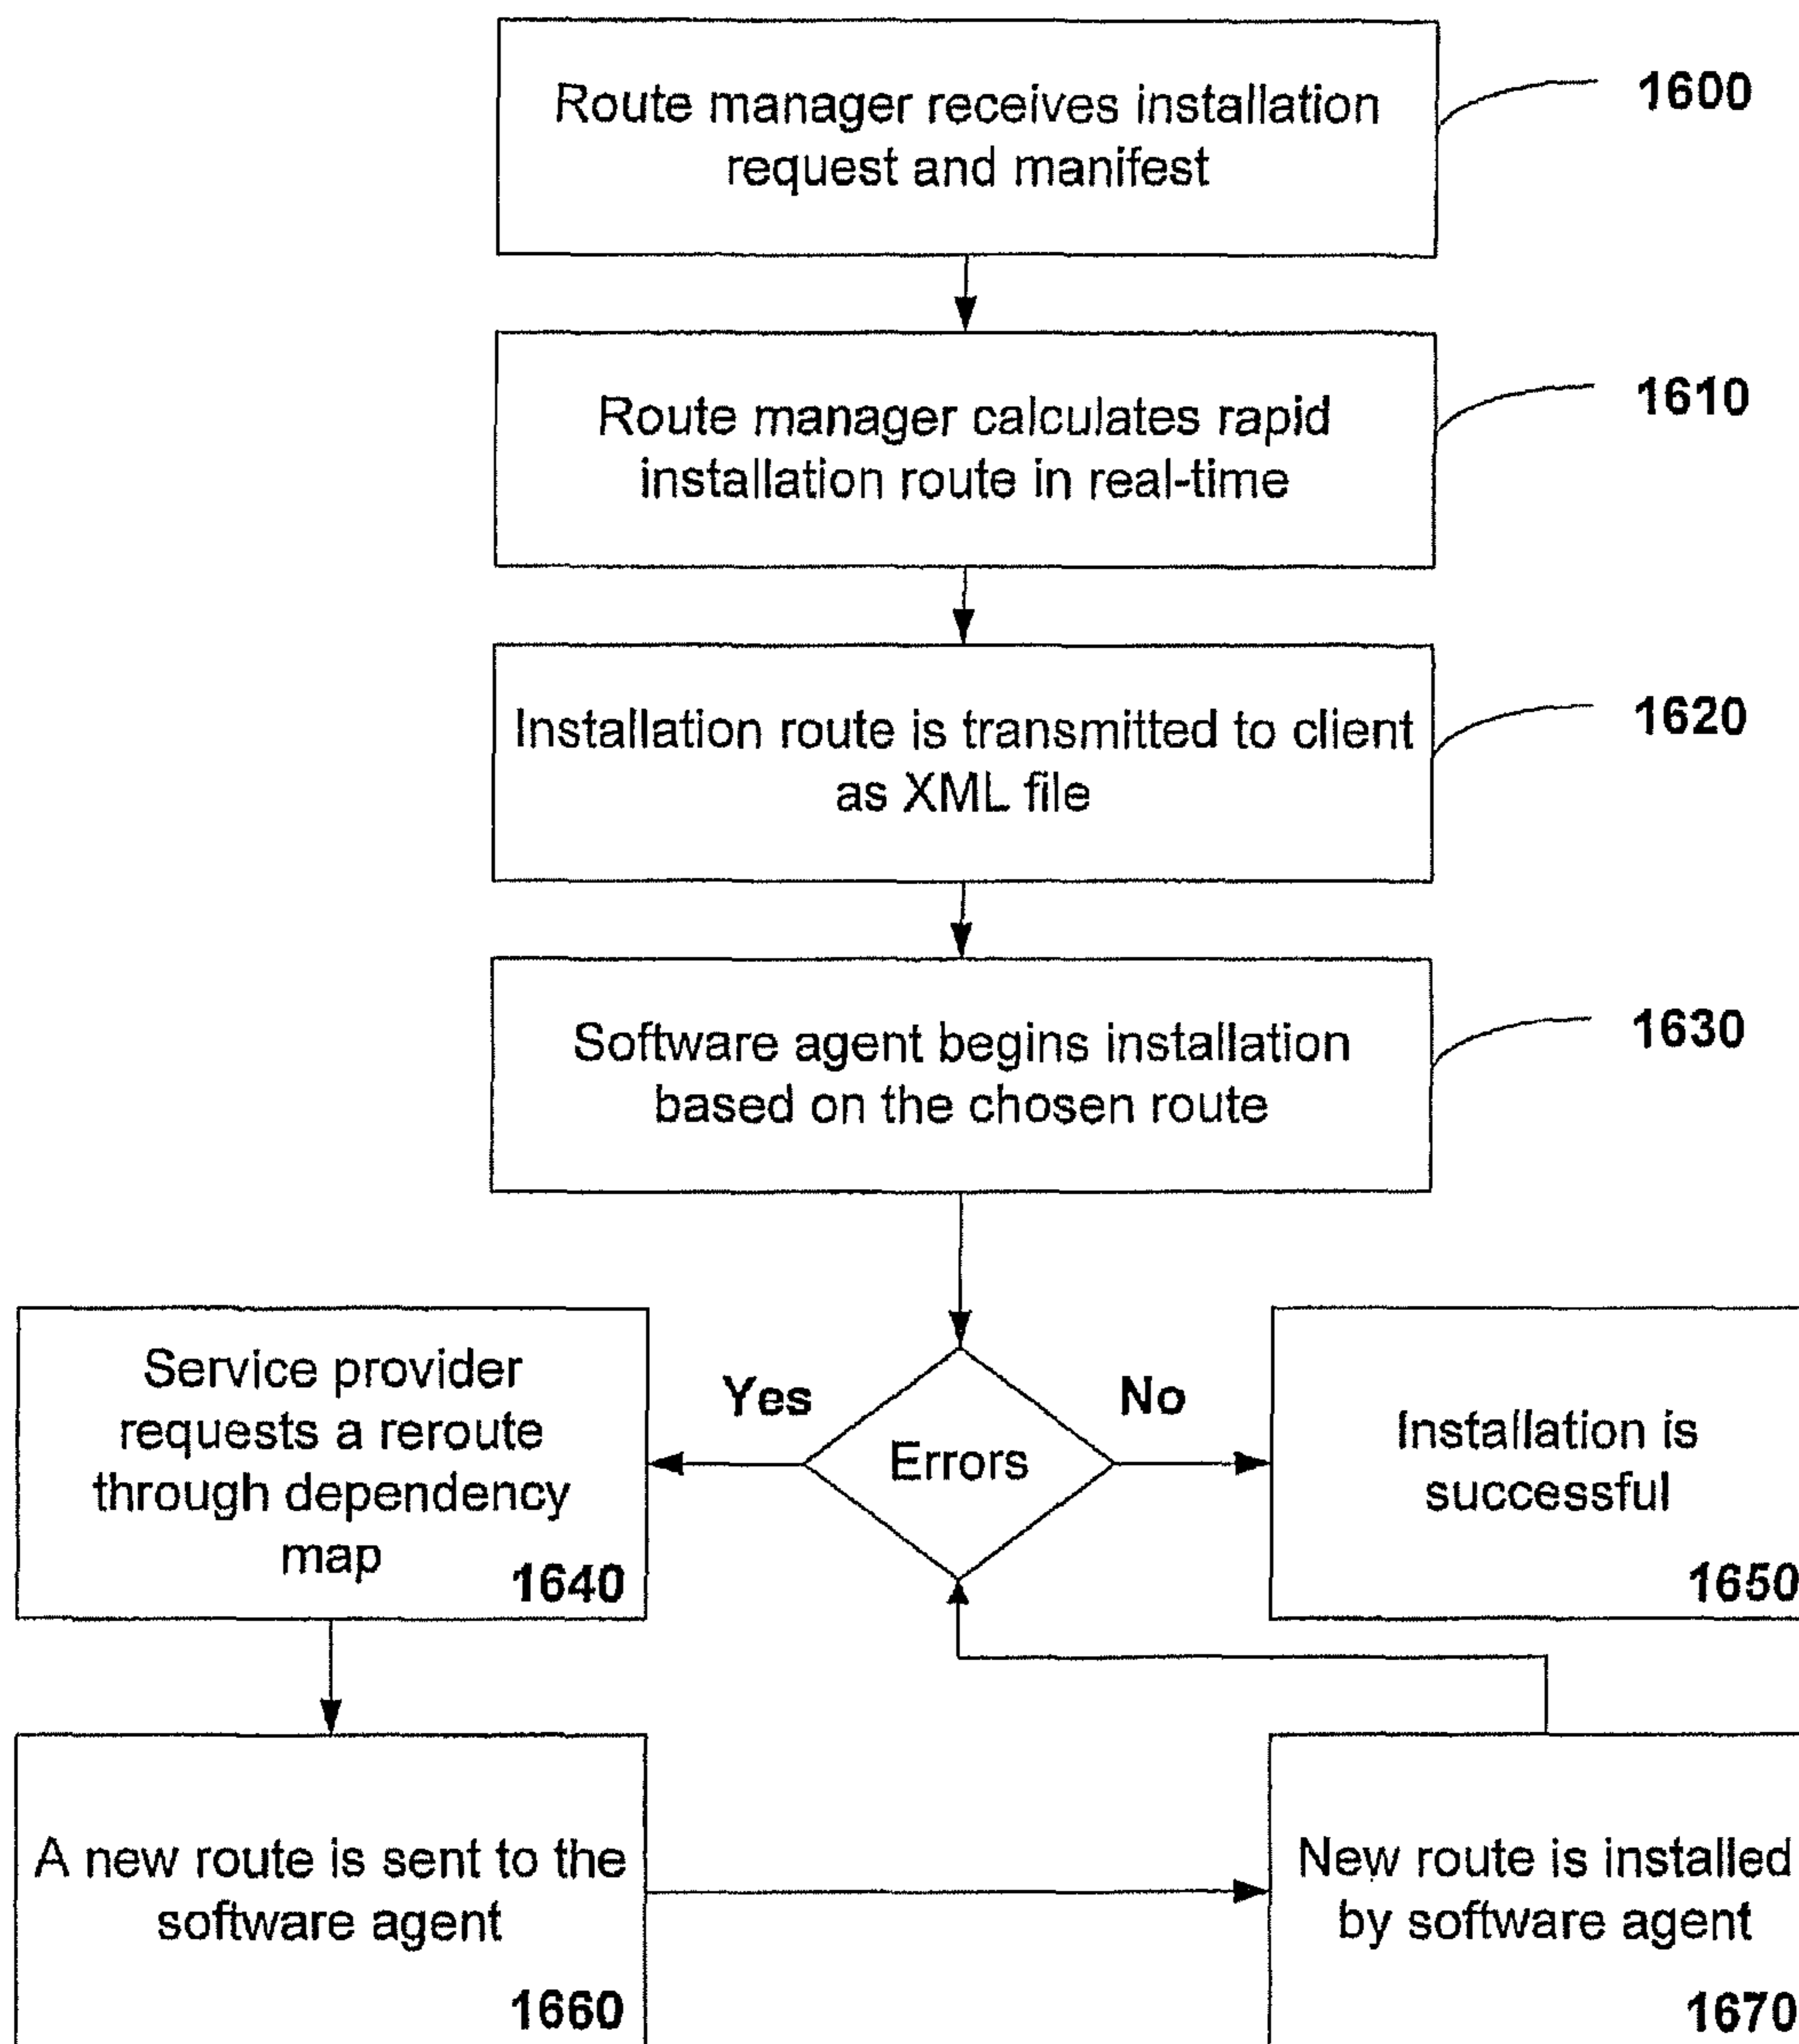 Route manager receives installation
request and manifest
1600
Route manager calculates rapid
installation route in real-time
1610
Installation route is transmitted to client
as XML file
1620
Software agent begins installation
based on the chosen route
1630
Service provider
requests a reroute
through dependency
map
1640
Yes
Errors
No
Installation is
successful
1650
A new route is sent to the
software agent
1660
New route is installed
by software agent
1670